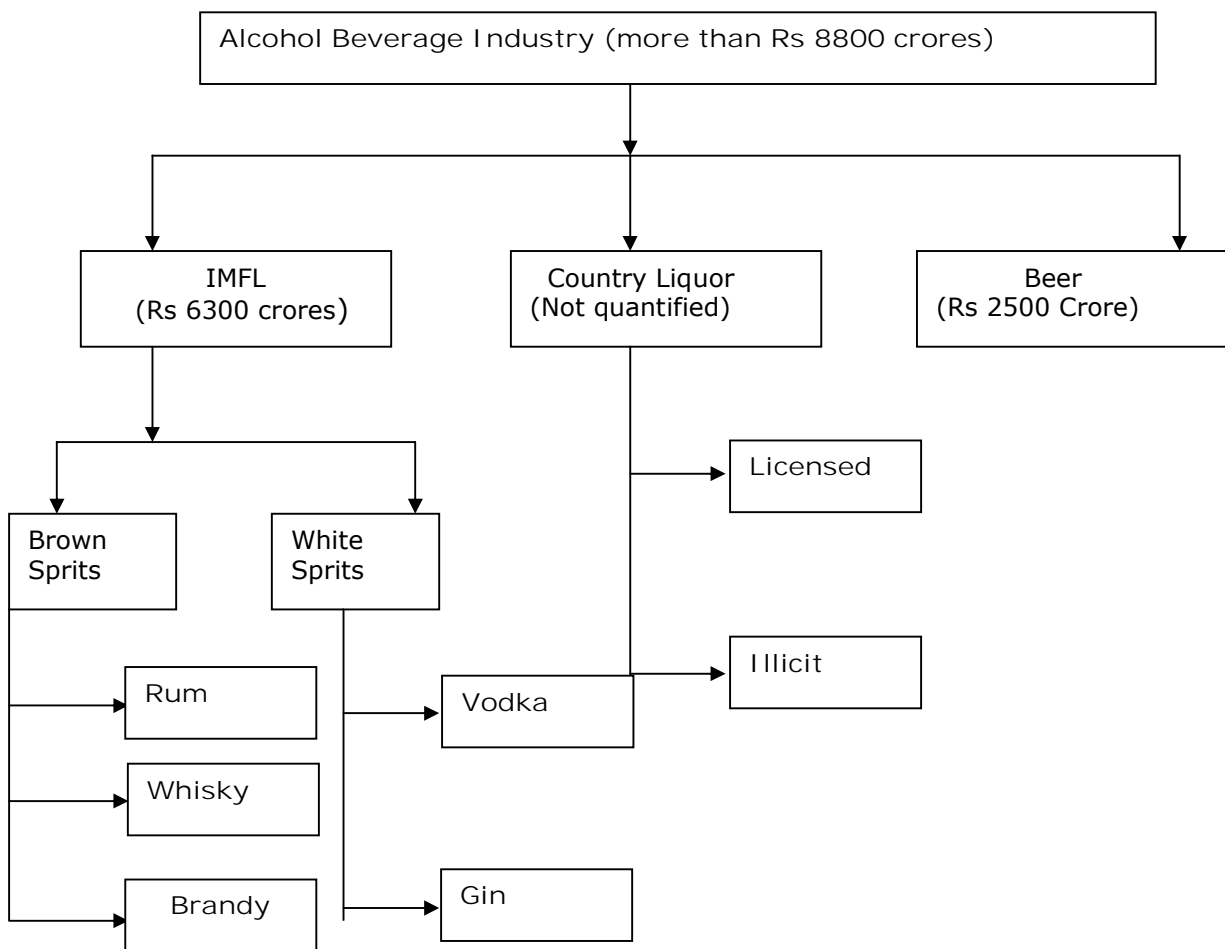 Alcohol Beverage Industry (more than Rs 8800 crores)
IMFL
(Rs 6300 crores)
Country Liquor
(Not quantified)
Beer
(Rs 2500 Crore)
Licensed
Brown
Sprits
White
Sprits
Illicit
Rum
Vodka
Whisky
Gin
Brandy